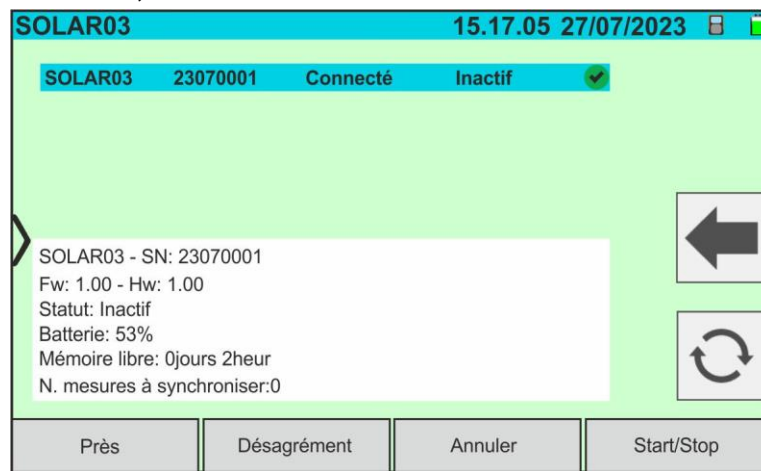 SOLAR03 15.17.05 27/07/2023
SOLAR03 23070001 Connecté Inactif
SOLAR03 - SN: 23070001
Fw: 1.00 - Hw: 1.00
Statut: Inactif
Batterie: 53%
Mémoire libre: 0jours 2heur
N. mesures à synchroniser:0
Près Désagrément Annuler Start/Stop